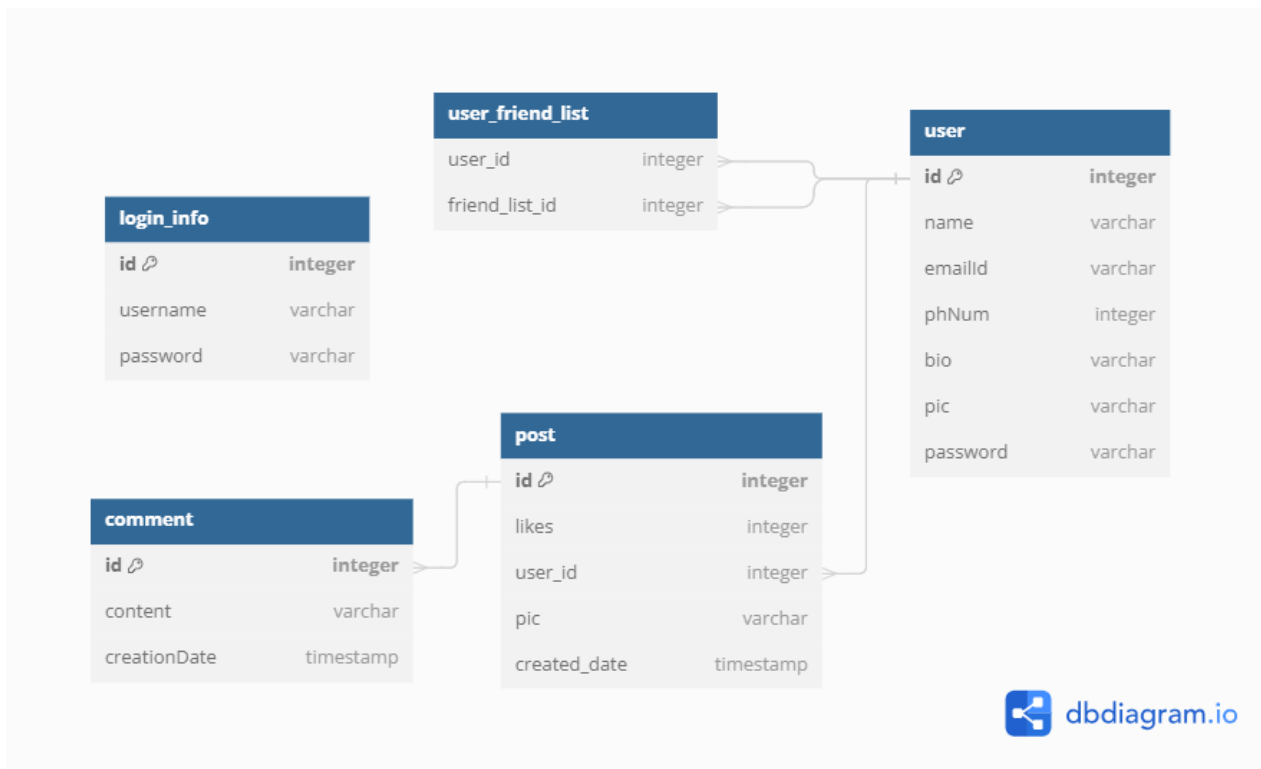 user_friend_list
user_id integer
friend_list_id integer
user
id integer
name varchar
emailId varchar
phNum integer
bio varchar
pic varchar
password varchar
login_info
id integer
username varchar
password varchar
post
id integer
likes integer
user_id integer
pic varchar
created_date timestamp
comment
id integer
content varchar
creationDate timestamp
dbdiagram.io